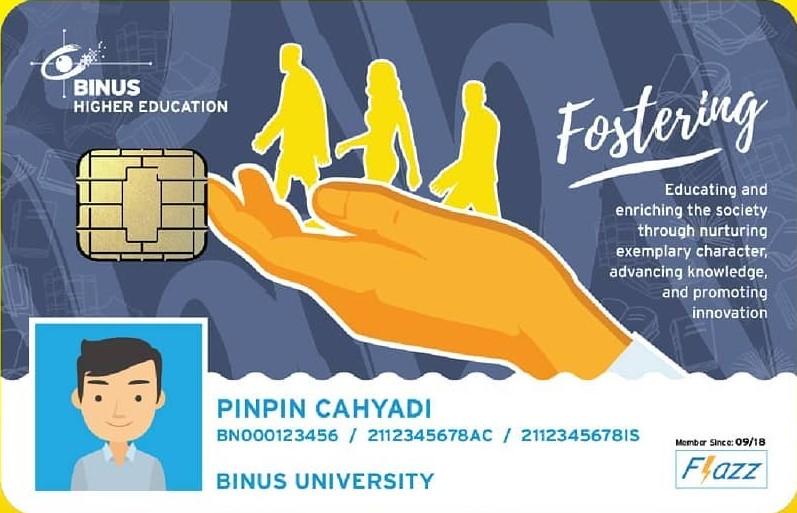 BINUS
HIGHER EDUCATION
Fostering
Educating and
enriching the society
through nurturing
exemplary character,
advancing knowledge,
and promoting
innovation
PINPIN CAHYADI
BN000123456 / 2112345678AC / 2112345678IS
BINUS UNIVERSITY
Member Since: 09/18
Flazz